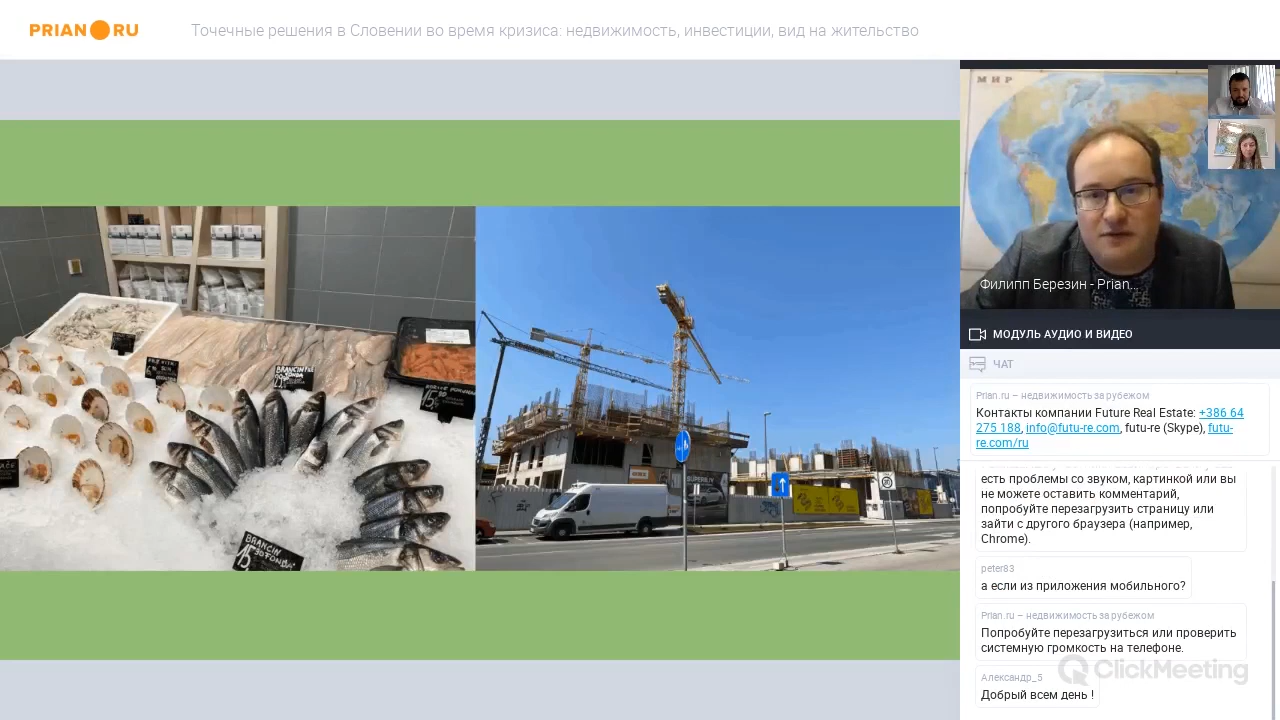 PRIAN RU
Точечные решения в Словении во время кризиса: недвижимость, инвестиции, вид на жительство
МИР
Филипп Березин - Prian...
МОДУЛЬ АУДИО И ВИДЕО
ЧАТ
Prian.ru – недвижимость за рубежом
Контакты компании Future Real Estate: +386 64
275 188, info@futu-re.com, futu-re (Skype), futu-
re.com/ru
есть проблемы со звуком, картинкой или вы
не можете оставить комментарий,
попробуйте перезагрузить страницу или
зайти с другого браузера (например,
Chrome).
peter83
а если из приложения мобильного?
Prian.ru – недвижимость за рубежом
Попробуйте перезагрузиться или проверить
системную громкость на телефоне.
Александр_5
Добрый всем день !
ClickMeeting
BRANCIN
15